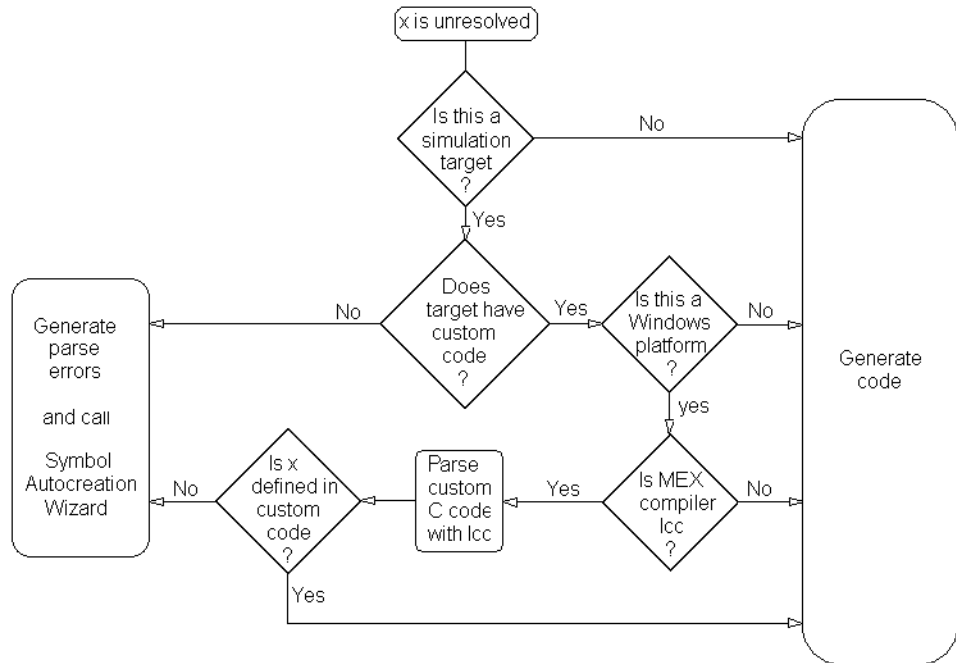 x is unresolved
Is this a
simulation
target
?
No
Yes
Does
target have
custom
code
?
No
Yes
Is this a
Windows
platform
?
No
yes
Generate
parse
errors
and call
Symbol
Autocreation
Wizard
Generate
code
Is MEX
compiler
lcc
?
No
Yes
Parse
custom
C code
with lcc
Is x
defined in
custom
code
?
No
Yes